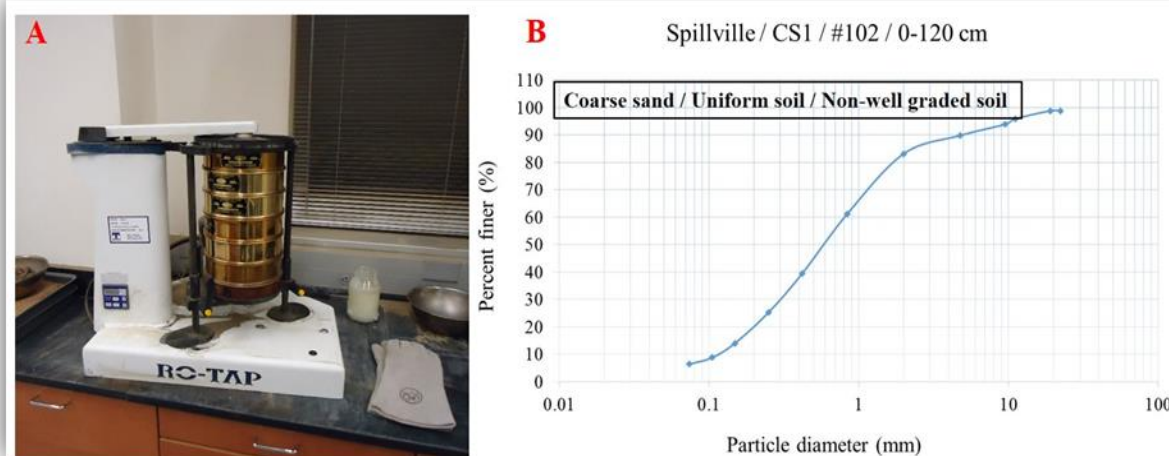 A
RO-TAP
B
Spillville / CS1 / #102 / 0-120 cm
Coarse sand / Uniform soil / Non-well graded soil
110
100
90
80
70
60
50
40
30
20
10
0
Percent finer (%)
0.01
0.1
1
10
100
Particle diameter (mm)